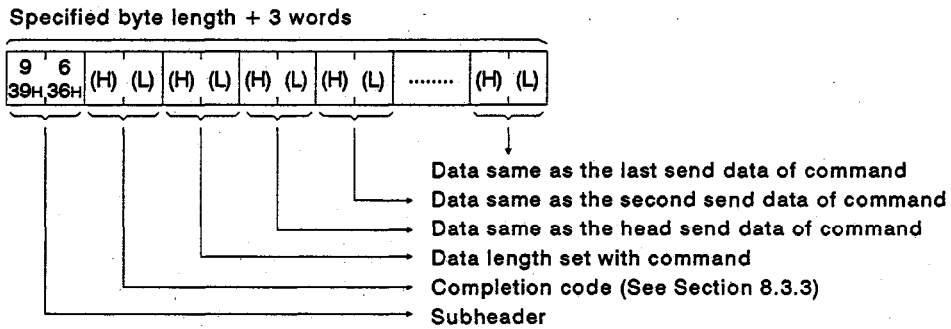 Specified byte length + 3 words
9 6 (H) (L) (H) (L) (H) (L) (H) (L) ........ (H) (L)
39H 36H
Data same as the last send data of command
Data same as the second send data of command
Data same as the head send data of command
Data length set with command
Completion code (See Section 8.3.3)
Subheader